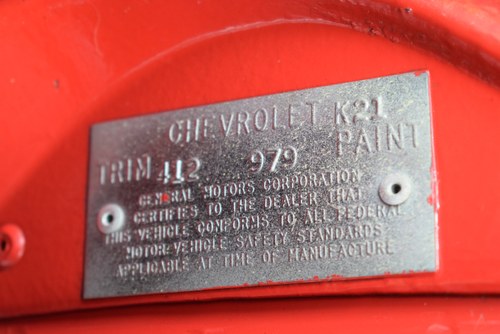 CHEVROLET K21
TRIM 412 979 PAINT
GENERAL MOTORS CORPORATION
CERTIFIES TO THE DEALER THAT
THIS VEHICLE CONFORMS TO ALL FEDERAL
MOTOR VEHICLE SAFETY STANDARDS
APPLICABLE AT TIME OF MANUFACTURE